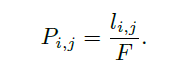 P_{i,j} = \frac{l_{i,j}}{F}.